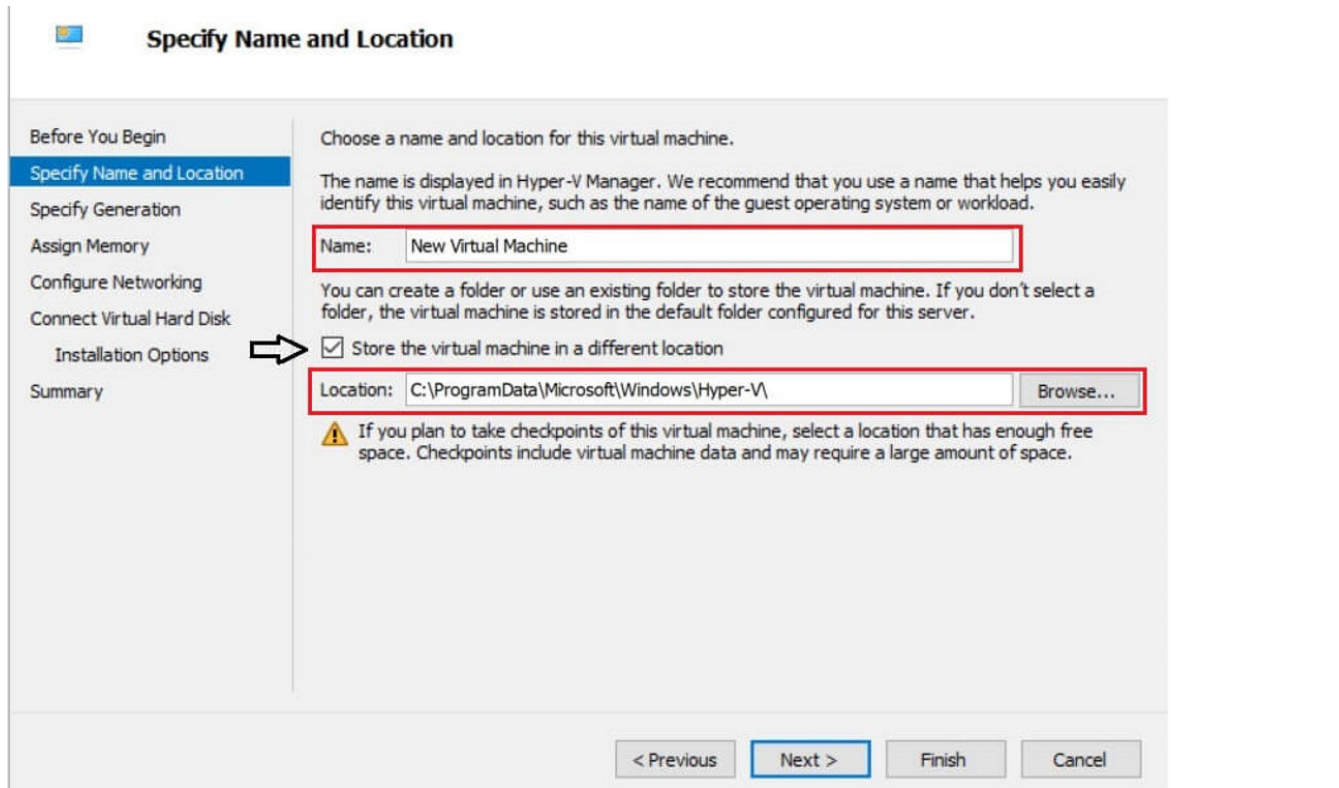 Specify Name and Location
Before You Begin
Specify Name and Location
Specify Generation
Assign Memory
Configure Networking
Connect Virtual Hard Disk
Installation Options
Summary
Choose a name and location for this virtual machine.
The name is displayed in Hyper-V Manager. We recommend that you use a name that helps you easily
identify this virtual machine, such as the name of the guest operating system or workload.
Name: New Virtual Machine
You can create a folder or use an existing folder to store the virtual machine. If you don't select a
folder, the virtual machine is stored in the default folder configured for this server.
Store the virtual machine in a different location
Location: C:\ProgramData\Microsoft\Windows\Hyper-V\ Browse...
If you plan to take checkpoints of this virtual machine, select a location that has enough free
space. Checkpoints include virtual machine data and may require a large amount of space.
< Previous Next > Finish Cancel